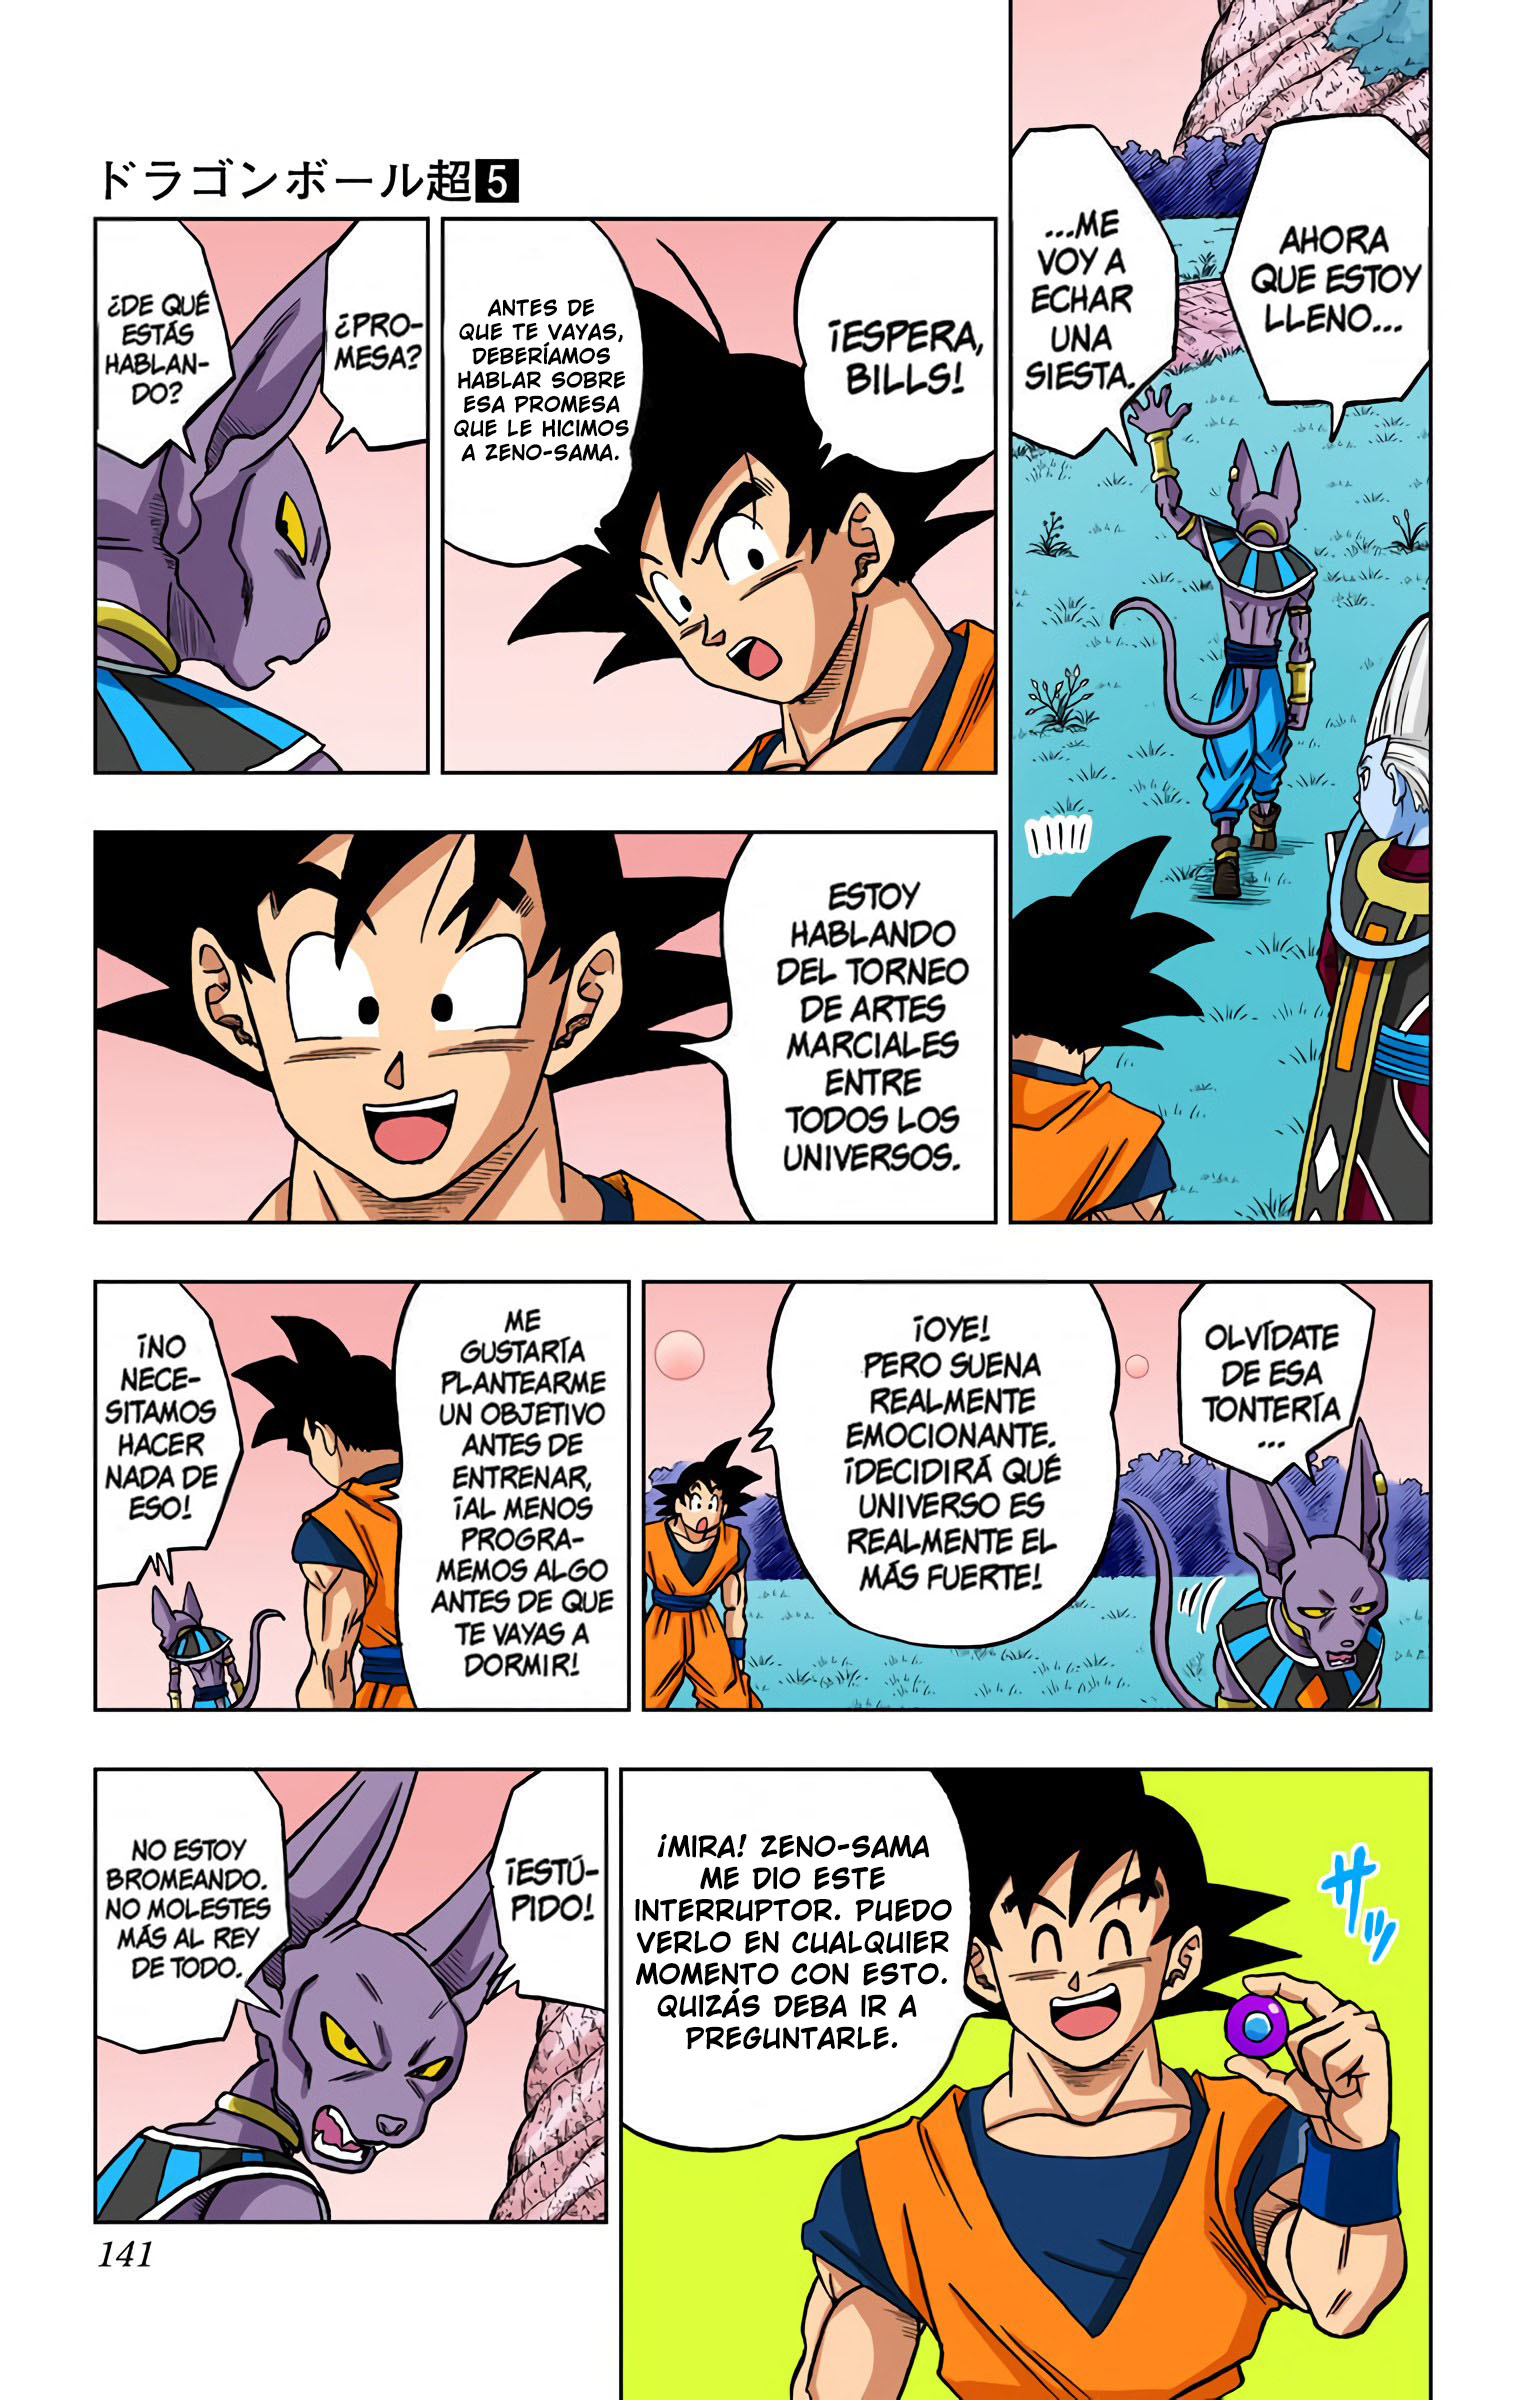 ドラゴンボール超5
AHORA
QUE ESTOY
LLENO...
...ME
VOY A
ECHAR
UNA
SIESTA.
¡ESPERA,
BILLS!
ANTES DE
QUE TE VAYAS,
DEBERÍAMOS
HABLAR SOBRE
ESA PROMESA
QUE LE HICIMOS
A ZENO-SAMA.
¿PRO-
MESA?
¿DE QUÉ
ESTÁS
HABLAN-
DO?
ESTOY
HABLANDO
DEL TORNEO
DE ARTES
MARCIALES
ENTRE
TODOS LOS
UNIVERSOS.
OLVÍDATE
DE ESA
TONTERÍA
...
¡OYE!
PERO SUENA
REALMENTE
EMOCIONANTE.
¡DECIDIRÁ QUÉ
UNIVERSO ES
REALMENTE EL
MÁS FUERTE!
ME
GUSTARÍA
PLANTEARME
UN OBJETIVO
ANTES DE
ENTRENAR,
¡AL MENOS
PROGRA-
MEMOS ALGO
ANTES DE QUE
TE VAYAS A
DORMIR!
¡NO
NECE-
SITAMOS
HACER
NADA DE
ESO!
¡MIRA! ZENO-SAMA
ME DIO ESTE
INTERRUPTOR. PUEDO
VERLO EN CUALQUIER
MOMENTO CON ESTO.
QUIZÁS DEBA IR A
PREGUNTARLE.
サッ
¡ESTÚ-
PIDO!
NO ESTOY
BROMEANDO.
NO MOLESTES
MÁS AL REY
DE TODO.
141